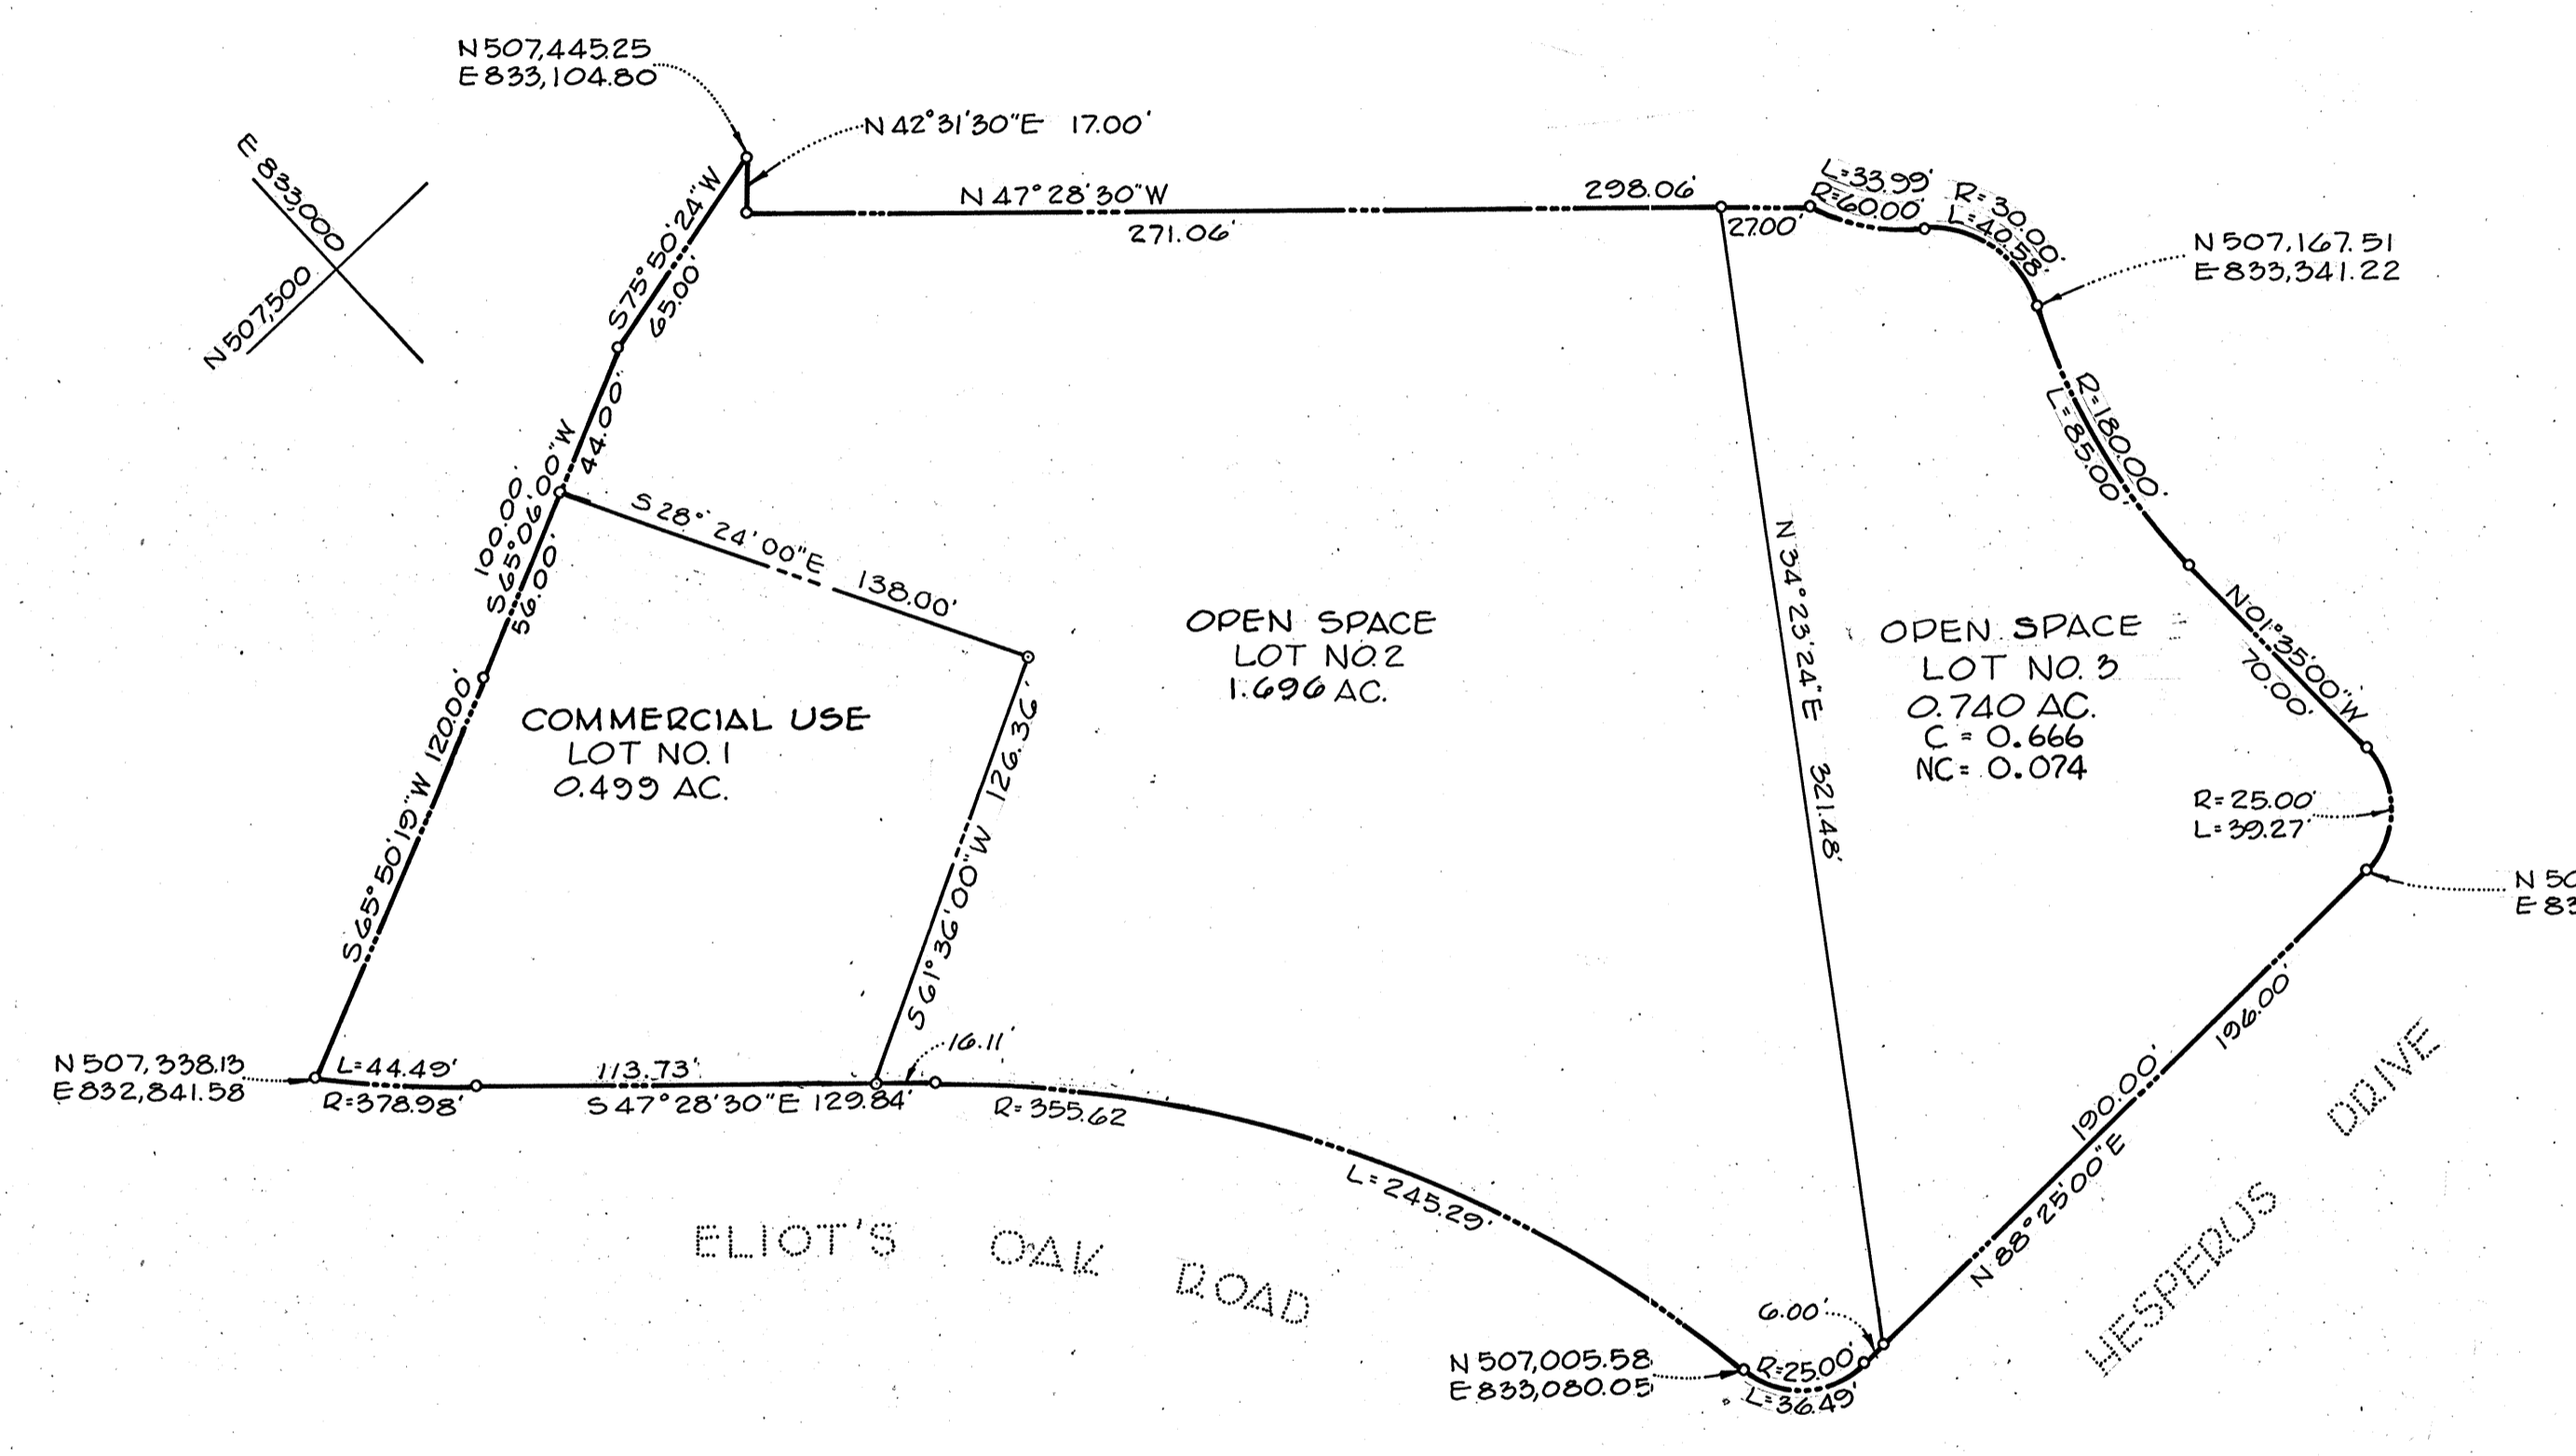 N 507,445.25
E 833,104.80
N 42°31'30"E 17.00'
E 833,000
N 507,500
S 75°50'24"W
65.00'
N 47°28'30"W
298.06'
271.06'
27.00'
L=33.99'
R=60.00'
R=30.00'
L=40.58'
N 507,167.51
E 833,341.22
R=180.00'
L=85.00'
44.00'
100.00'
S 65°06'00"W
56.00'
S 28°24'00"E 138.00'
N 34°23'24"E 321.48'
N 01°35'00"W
70.00'
OPEN SPACE
LOT NO. 2
1.696 AC.
OPEN SPACE
LOT NO. 3
0.740 AC.
C = 0.666
NC = 0.074
COMMERCIAL USE
LOT NO. 1
0.499 AC.
S 65°50'19"W 120.00'
S 61°36'00"W 126.36'
R=25.00'
L=39.27'
N 50
E 83
N 507,338.13
E 832,841.58
L=44.49'
R=378.98'
113.73'
S 47°28'30"E 129.84'
16.11'
R=355.62
L=245.29'
196.00'
190.00'
N 88°25'00"E
ELIOT'S OAK ROAD
HESPERUS DRIVE
6.00'
N 507,005.58
E 833,080.05
R=25.00'
L=36.49'